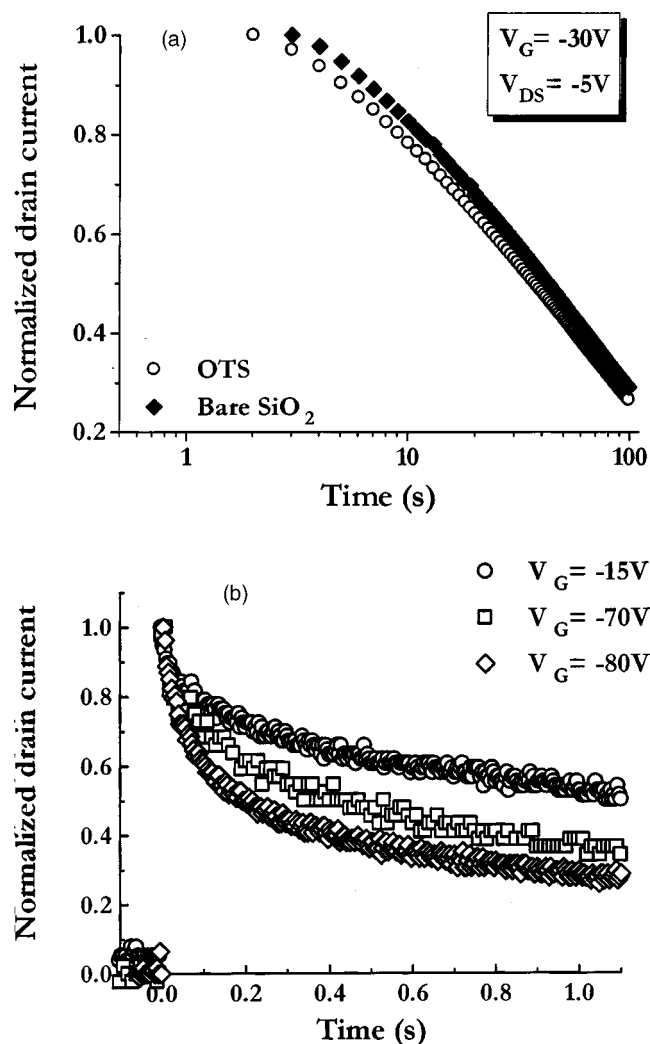 (a)
V_G= -30V
V_DS= -5V
Normalized drain current
1.0
0.8
0.6
0.4
0.2
OTS
Bare SiO₂
1
10
100
Time (s)
(b)
V_G= -15V
V_G= -70V
V_G= -80V
Normalized drain current
1.0
0.8
0.6
0.4
0.2
0.0
0.0
0.2
0.4
0.6
0.8
1.0
Time (s)